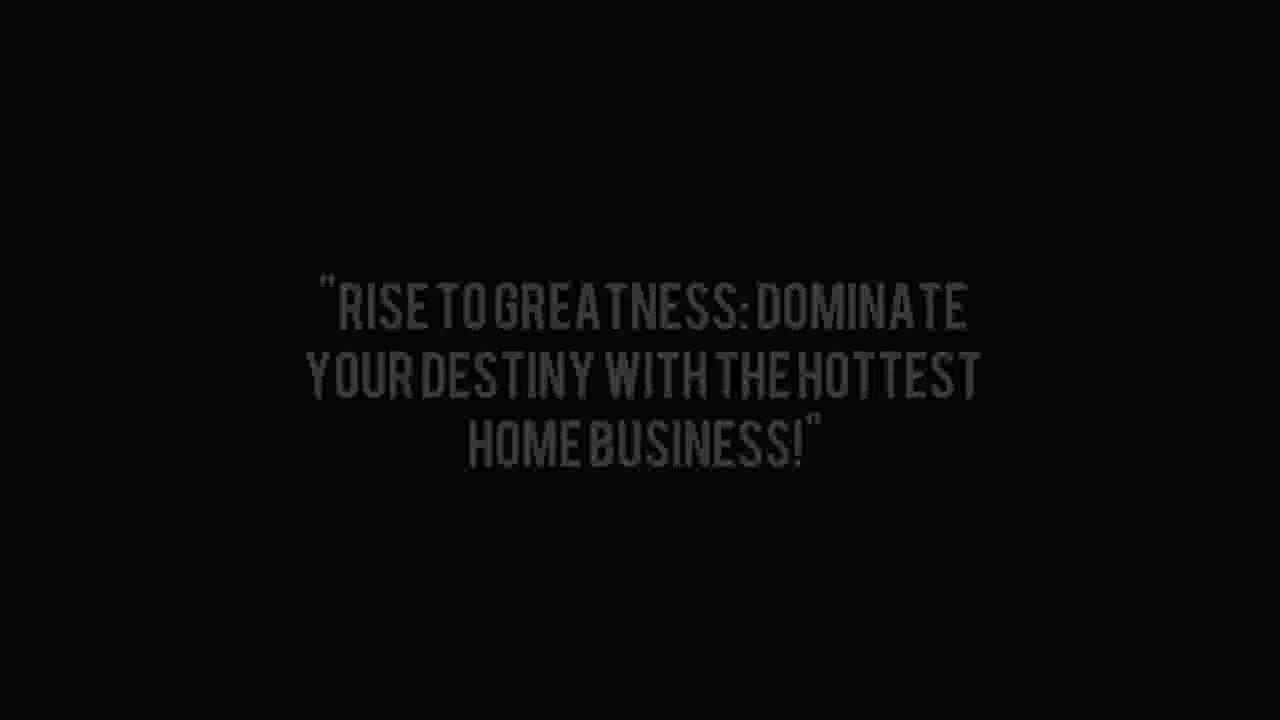 "RISE TO GREATNESS: DOMINATE
YOUR DESTINY WITH THE HOTTEST
HOME BUSINESS!"